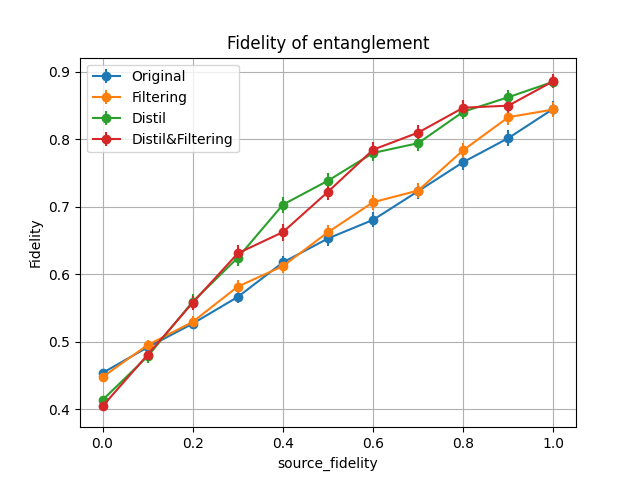 Fidelity of entanglement
Original
Filtering
Distil
Distil&Filtering
Fidelity
0.9
0.8
0.7
0.6
0.5
0.4
0.0 0.2 0.4 0.6 0.8 1.0
source_fidelity